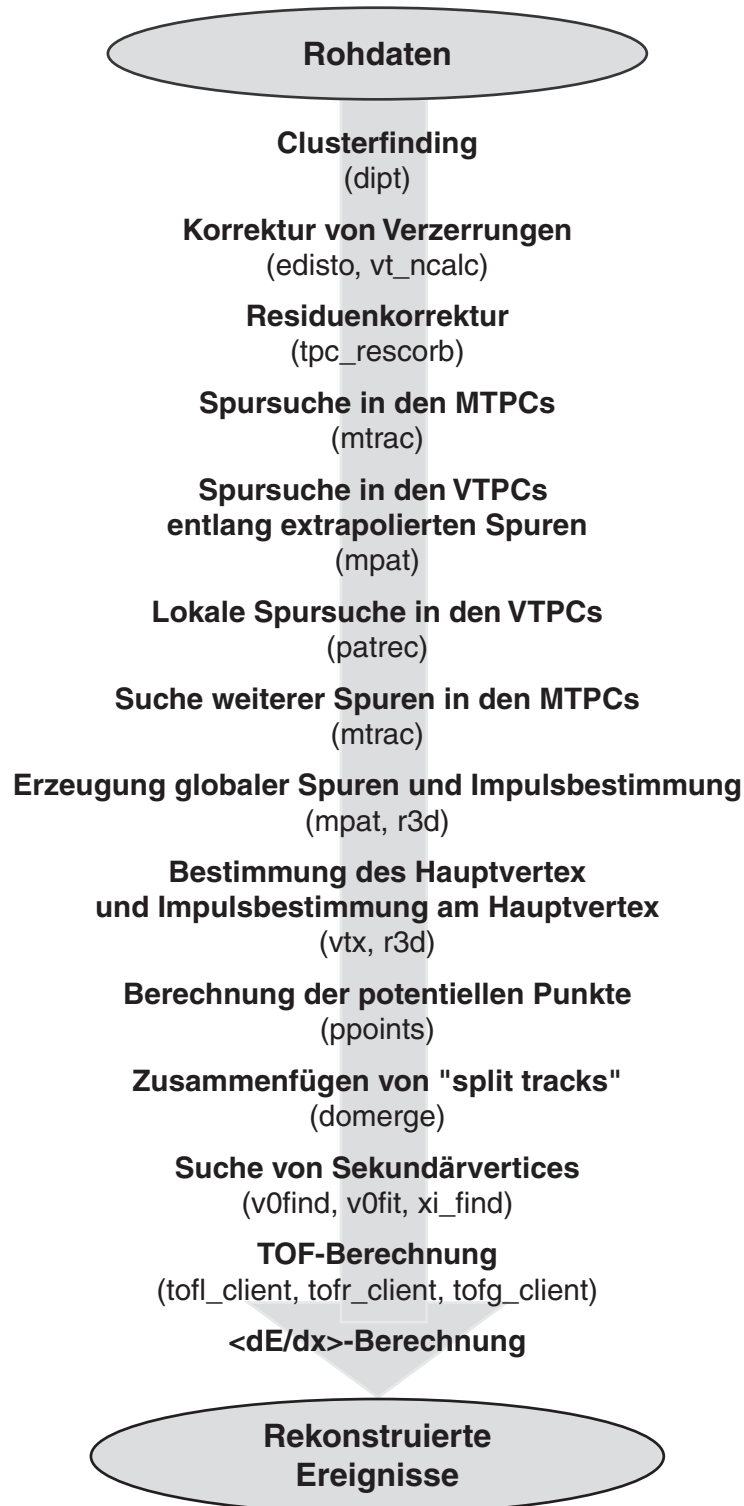 Rohdaten
Clusterfinding
(dipt)
Korrektur von Verzerrungen
(edisto, vt_ncalc)
Residuenkorrektur
(tpc_rescorb)
Spursuche in den MTPCs
(mtrac)
Spursuche in den VTPCs
entlang extrapolierten Spuren
(mpat)
Lokale Spursuche in den VTPCs
(patrec)
Suche weiterer Spuren in den MTPCs
(mtrac)
Erzeugung globaler Spuren und Impulsbestimmung
(mpat, r3d)
Bestimmung des Hauptvertex
und Impulsbestimmung am Hauptvertex
(vtx, r3d)
Berechnung der potentiellen Punkte
(ppoints)
Zusammenfügen von "split tracks"
(domerge)
Suche von Sekundärvertices
(v0find, v0fit, xi_find)
TOF-Berechnung
(tofl_client, tofr_client, tofg_client)
<dE/dx>-Berechnung
Rekonstruierte
Ereignisse